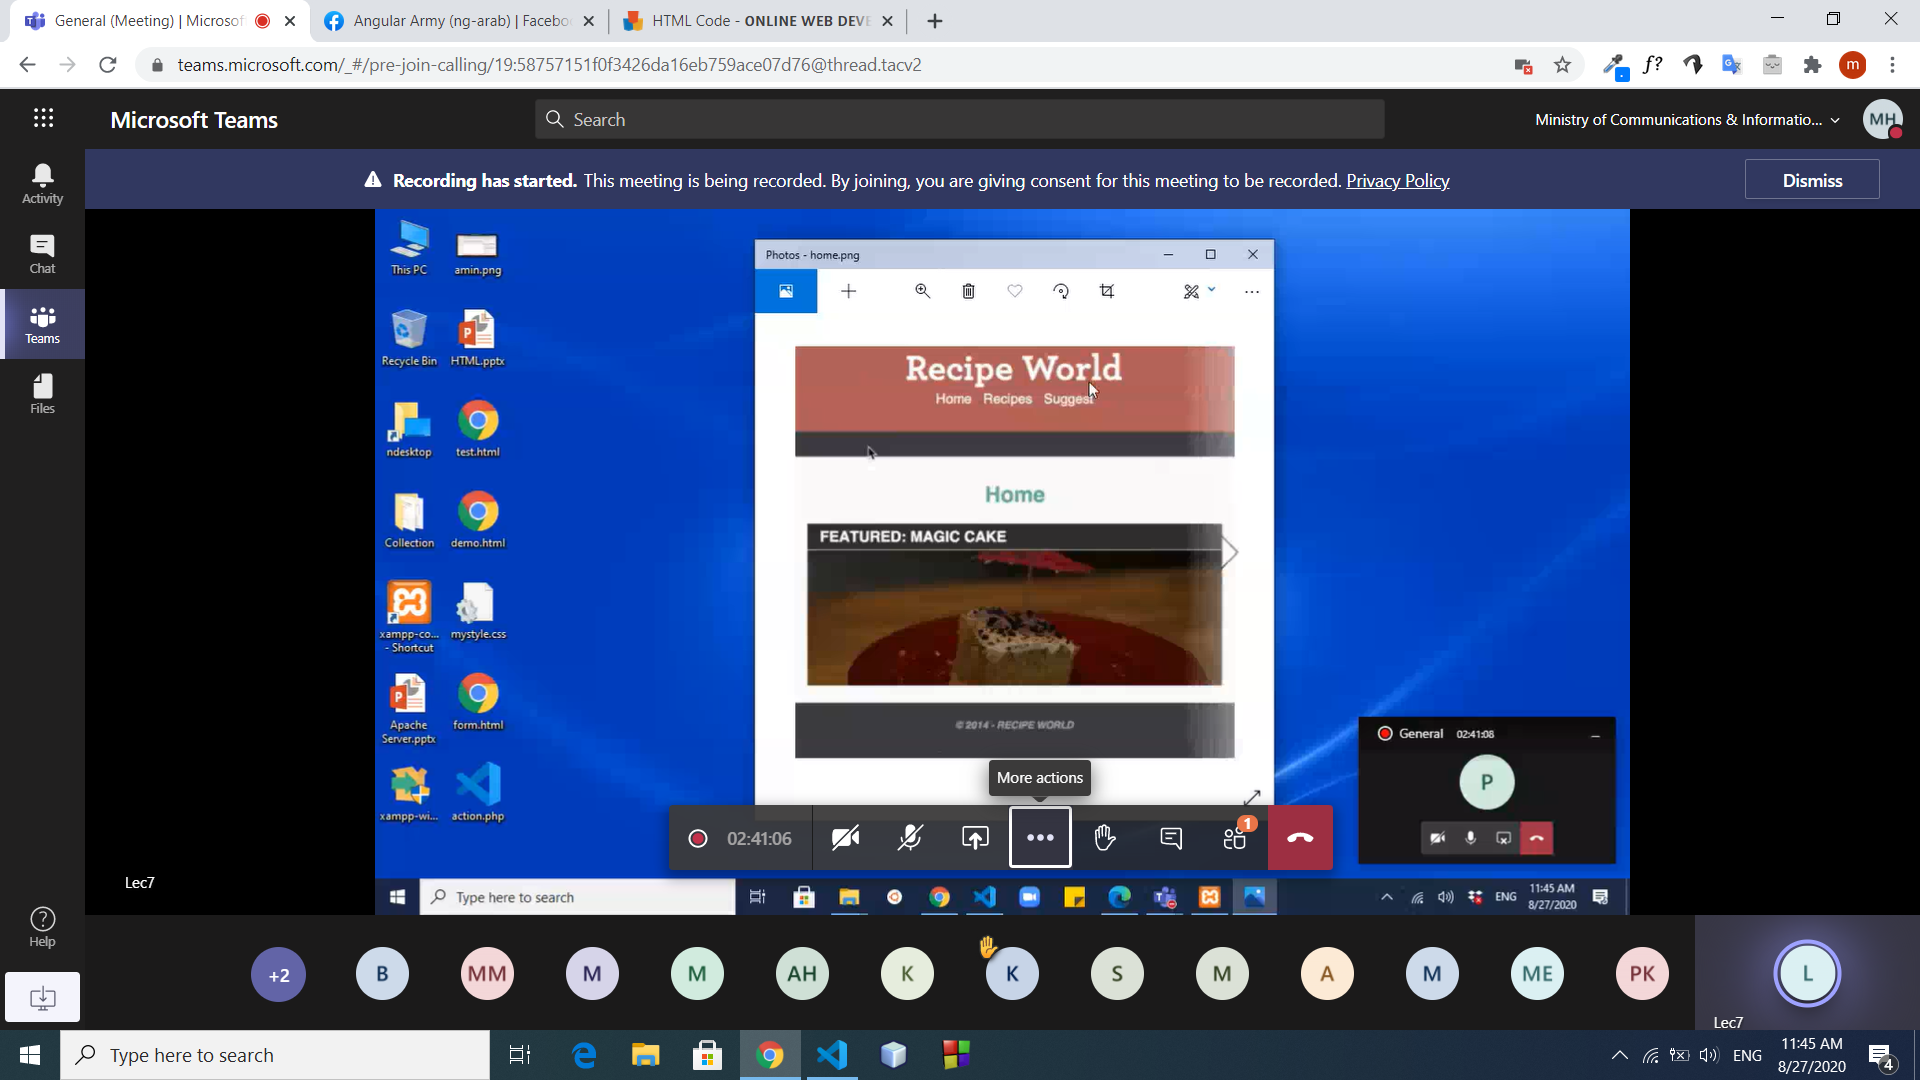 General (Meeting) | Microsof
Angular Army (ng-arab) | Facebo
HTML Code - ONLINE WEB DEVE
teams.microsoft.com/_#/pre-join-calling/19:58757151f0f3426da16eb759ace07d76@thread.tacv2
f?
m
Microsoft Teams
Search
Ministry of Communications & Informatio...
MH
Activity
Chat
Teams
Files
Help
Recording has started. This meeting is being recorded. By joining, you are giving consent for this meeting to be recorded. Privacy Policy
Dismiss
This PC
amin.png
Recycle Bin
HTML.pptx
ndesktop
test.html
Collection
demo.html
xampp-co...
- Shortcut
mystyle.css
Apache
Server.pptx
form.html
xampp-wi...
action.php
Photos - home.png
Recipe World
Home Recipes Suggest
Home
FEATURED: MAGIC CAKE
© 2014 - RECIPE WORLD
More actions
General 02:41:08
P
02:41:06
1
Lec7
Type here to search
ENG
11:45 AM
8/27/2020
+2
B
MM
M
M
AH
K
K
S
M
A
M
ME
PK
L
Lec7
Type here to search
ENG
11:45 AM
8/27/2020
4